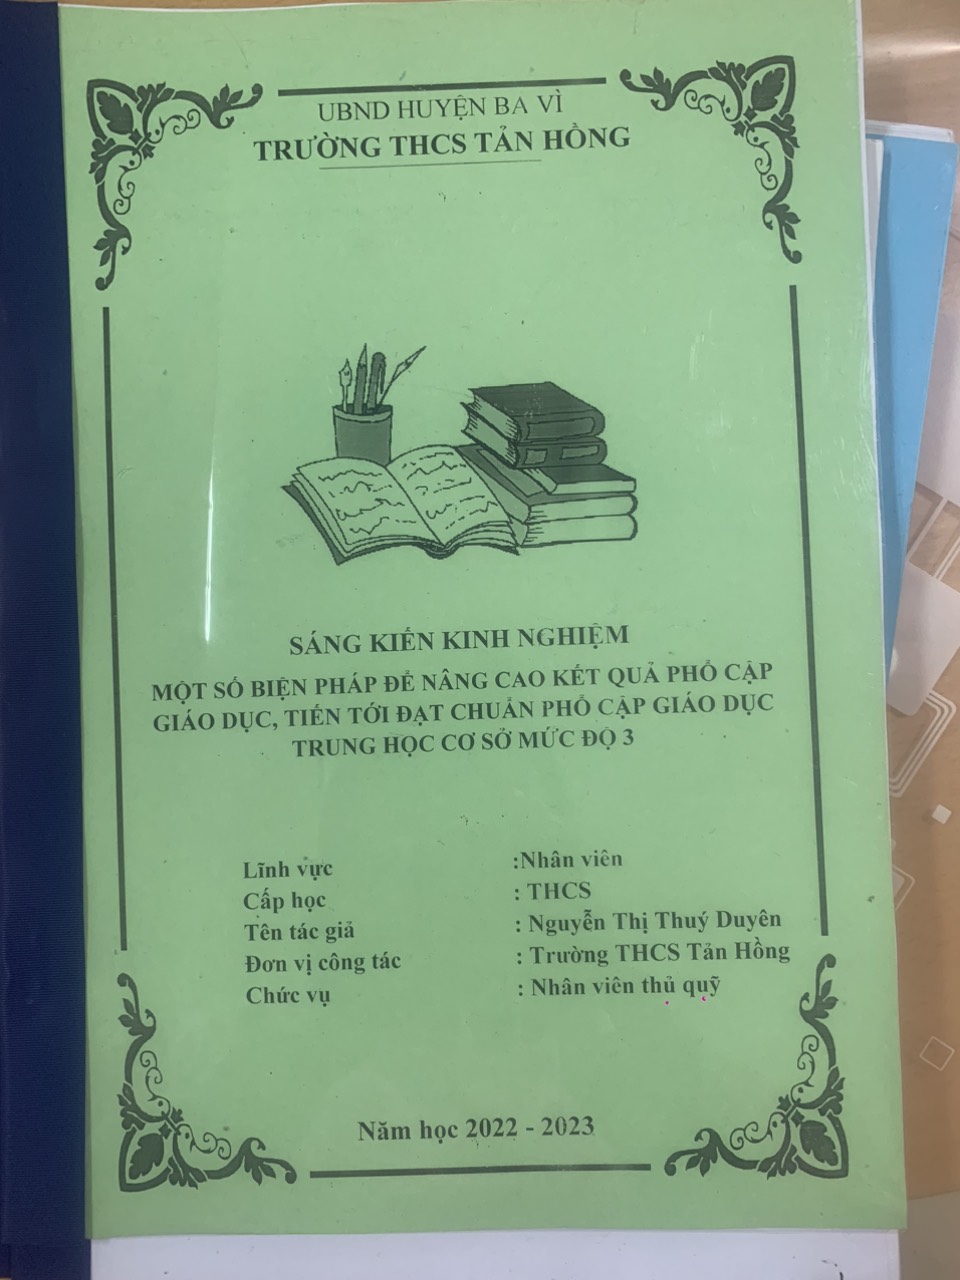 UBND HUYỆN BA VÌ
TRƯỜNG THCS TẢN HỒNG
SÁNG KIẾN KINH NGHIỆM
MỘT SỐ BIỆN PHÁP ĐỂ NÂNG CAO KẾT QUẢ PHỔ CẬP
GIÁO DỤC, TIẾN TỚI ĐẠT CHUẨN PHỔ CẬP GIÁO DỤC
TRUNG HỌC CƠ SỞ MỨC ĐỘ 3
Lĩnh vực :Nhân viên
Cấp học : THCS
Tên tác giả : Nguyễn Thị Thuý Duyên
Đơn vị công tác : Trường THCS Tản Hồng
Chức vụ : Nhân viên thủ quỹ
Năm học 2022 - 2023